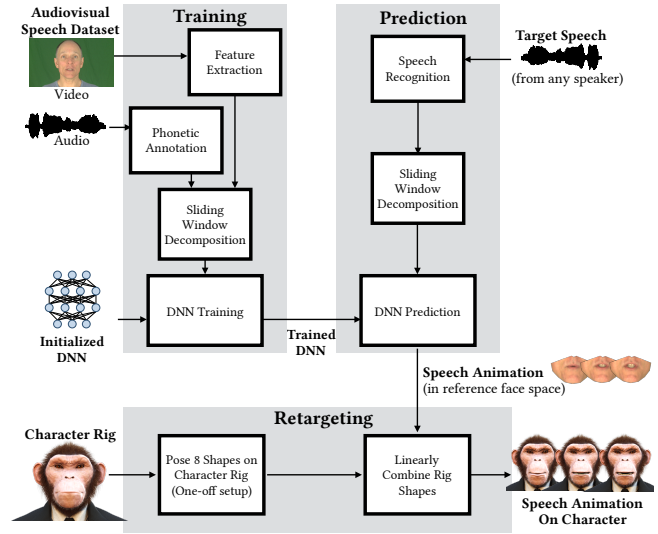 Audiovisual
Speech Dataset
Video
Audio
Training
Feature
Extraction
Phonetic
Annotation
Sliding
Window
Decomposition
DNN Training
Initialized
DNN
Trained
DNN
Prediction
Speech
Recognition
Target Speech
(from any speaker)
Sliding
Window
Decomposition
DNN Prediction
Speech Animation
(in reference face space)
Retargeting
Character Rig
Pose 8 Shapes on
Character Rig
(One-off setup)
Linearly
Combine Rig
Shapes
Speech Animation
On Character